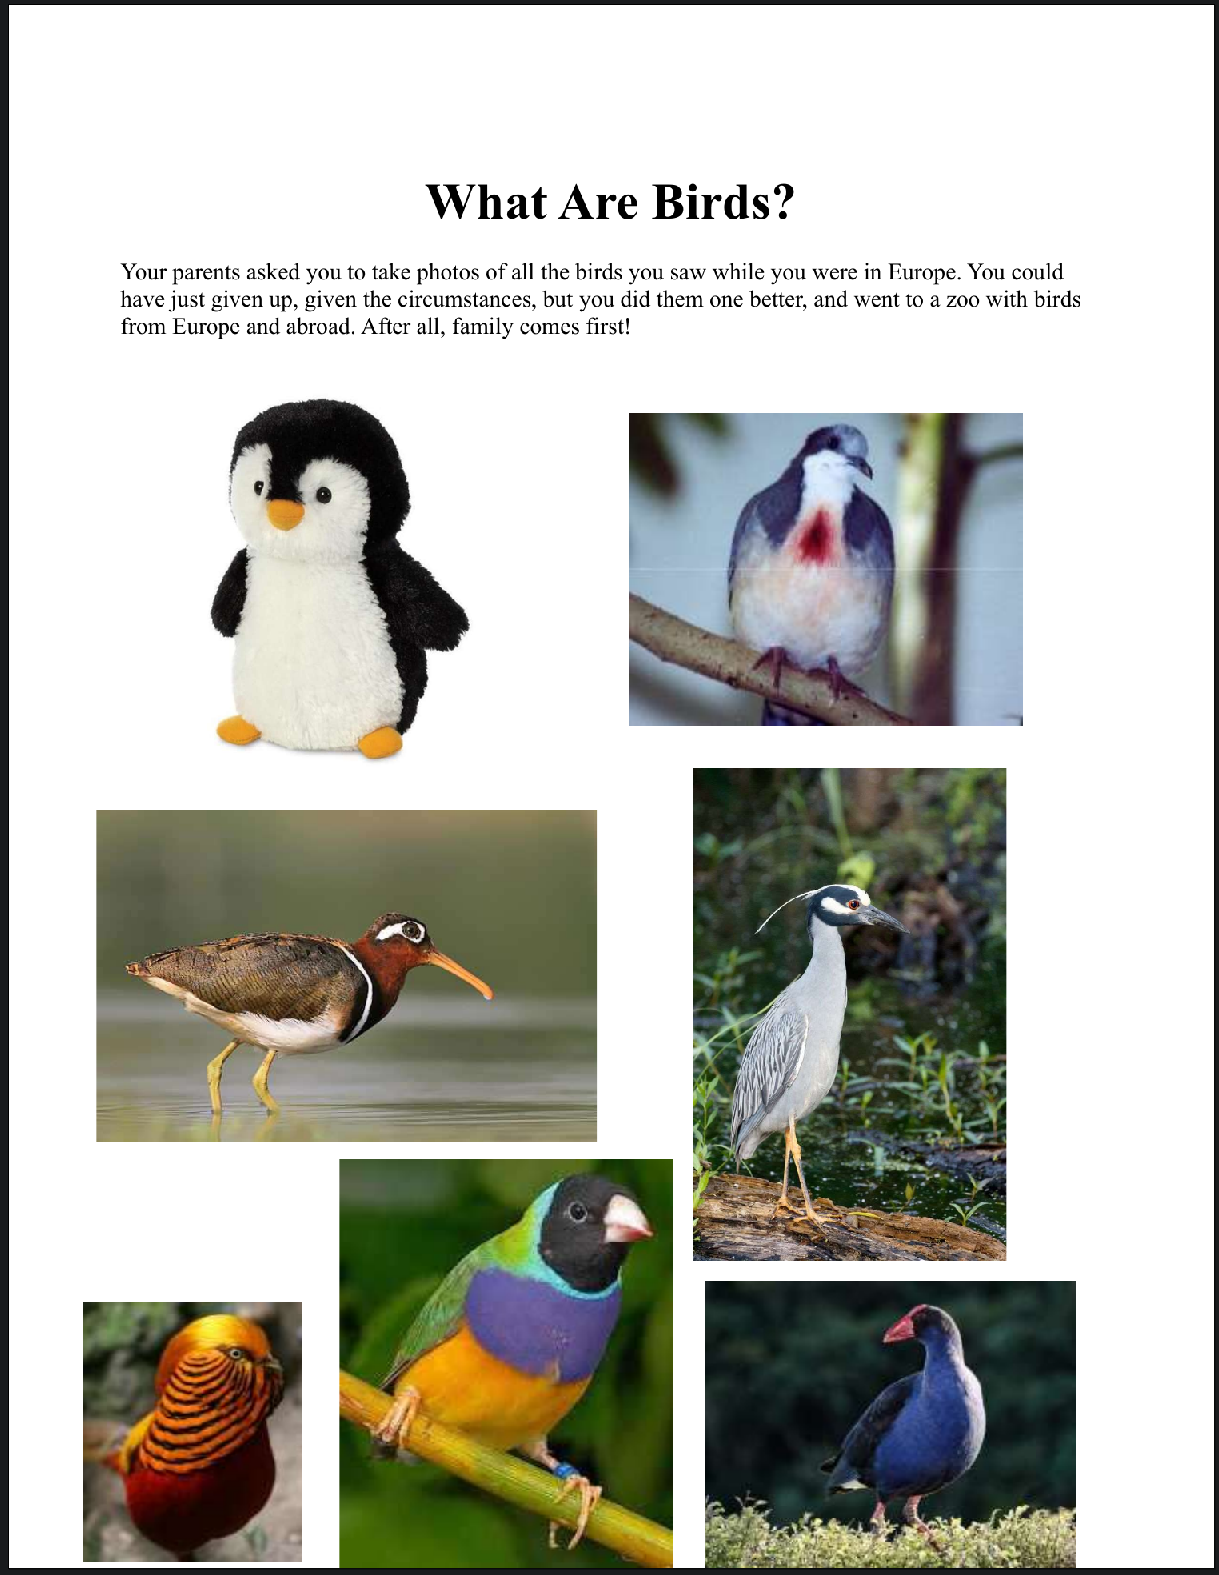 What Are Birds?
Your parents asked you to take photos of all the birds you saw while you were in Europe. You could
have just given up, given the circumstances, but you did them one better, and went to a zoo with birds
from Europe and abroad. After all, family comes first!